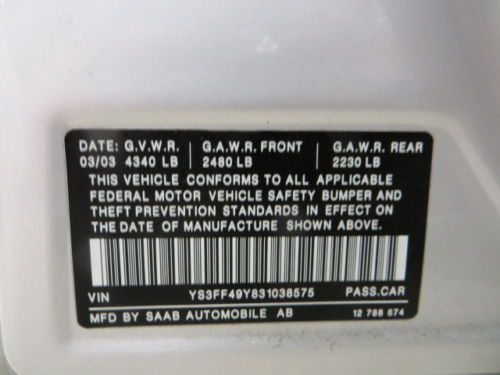 DATE: G.V.W.R. G.A.W.R. FRONT G.A.W.R. REAR
03/03 4340 LB 2480 LB 2230 LB
THIS VEHICLE CONFORMS TO ALL APPLICABLE
FEDERAL MOTOR VEHICLE SAFETY BUMPER AND
THEFT PREVENTION STANDARDS IN EFFECT ON
THE DATE OF MANUFACTURE SHOWN ABOVE.
VIN YS3FF49Y831038575 PASS.CAR
MFD BY SAAB AUTOMOBILE AB 12 788 874